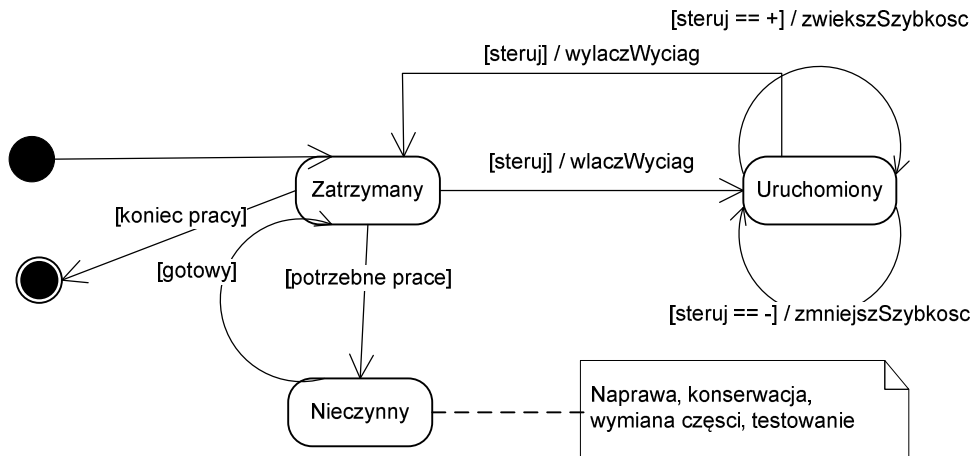 [steruj == +] / zwiekszSzybkosc
[steruj] / wylaczWyciag
[steruj] / wlaczWyciag
Zatrzymany
Uruchomiony
[koniec pracy]
[gotowy]
[potrzebne prace]
[steruj == -] / zmniejszSzybkosc
Nieczynny
Naprawa, konserwacja,
wymiana częsci, testowanie